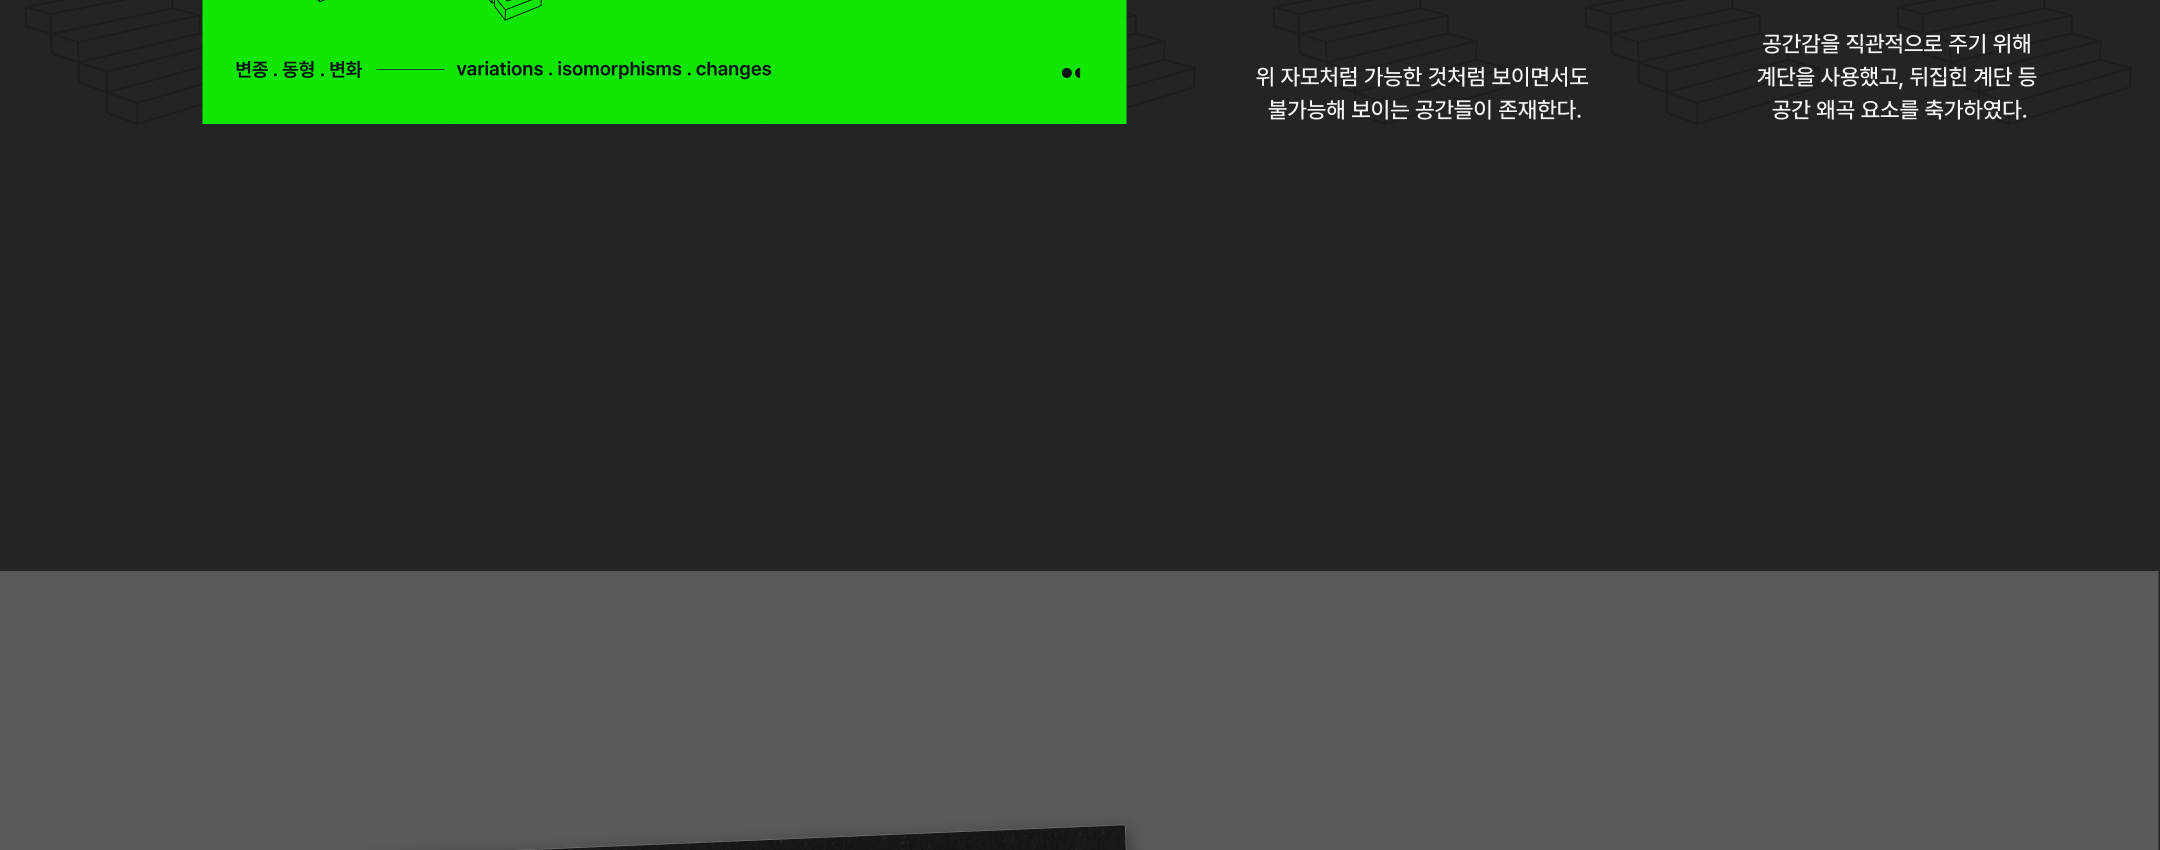 변종 . 동형 . 변화 variations . isomorphisms . changes
위 자모처럼 가능한 것처럼 보이면서도
불가능해 보이는 공간들이 존재한다.
공간감을 직관적으로 주기 위해
계단을 사용했고, 뒤집힌 계단 등
공간 왜곡 요소를 축가하였다.